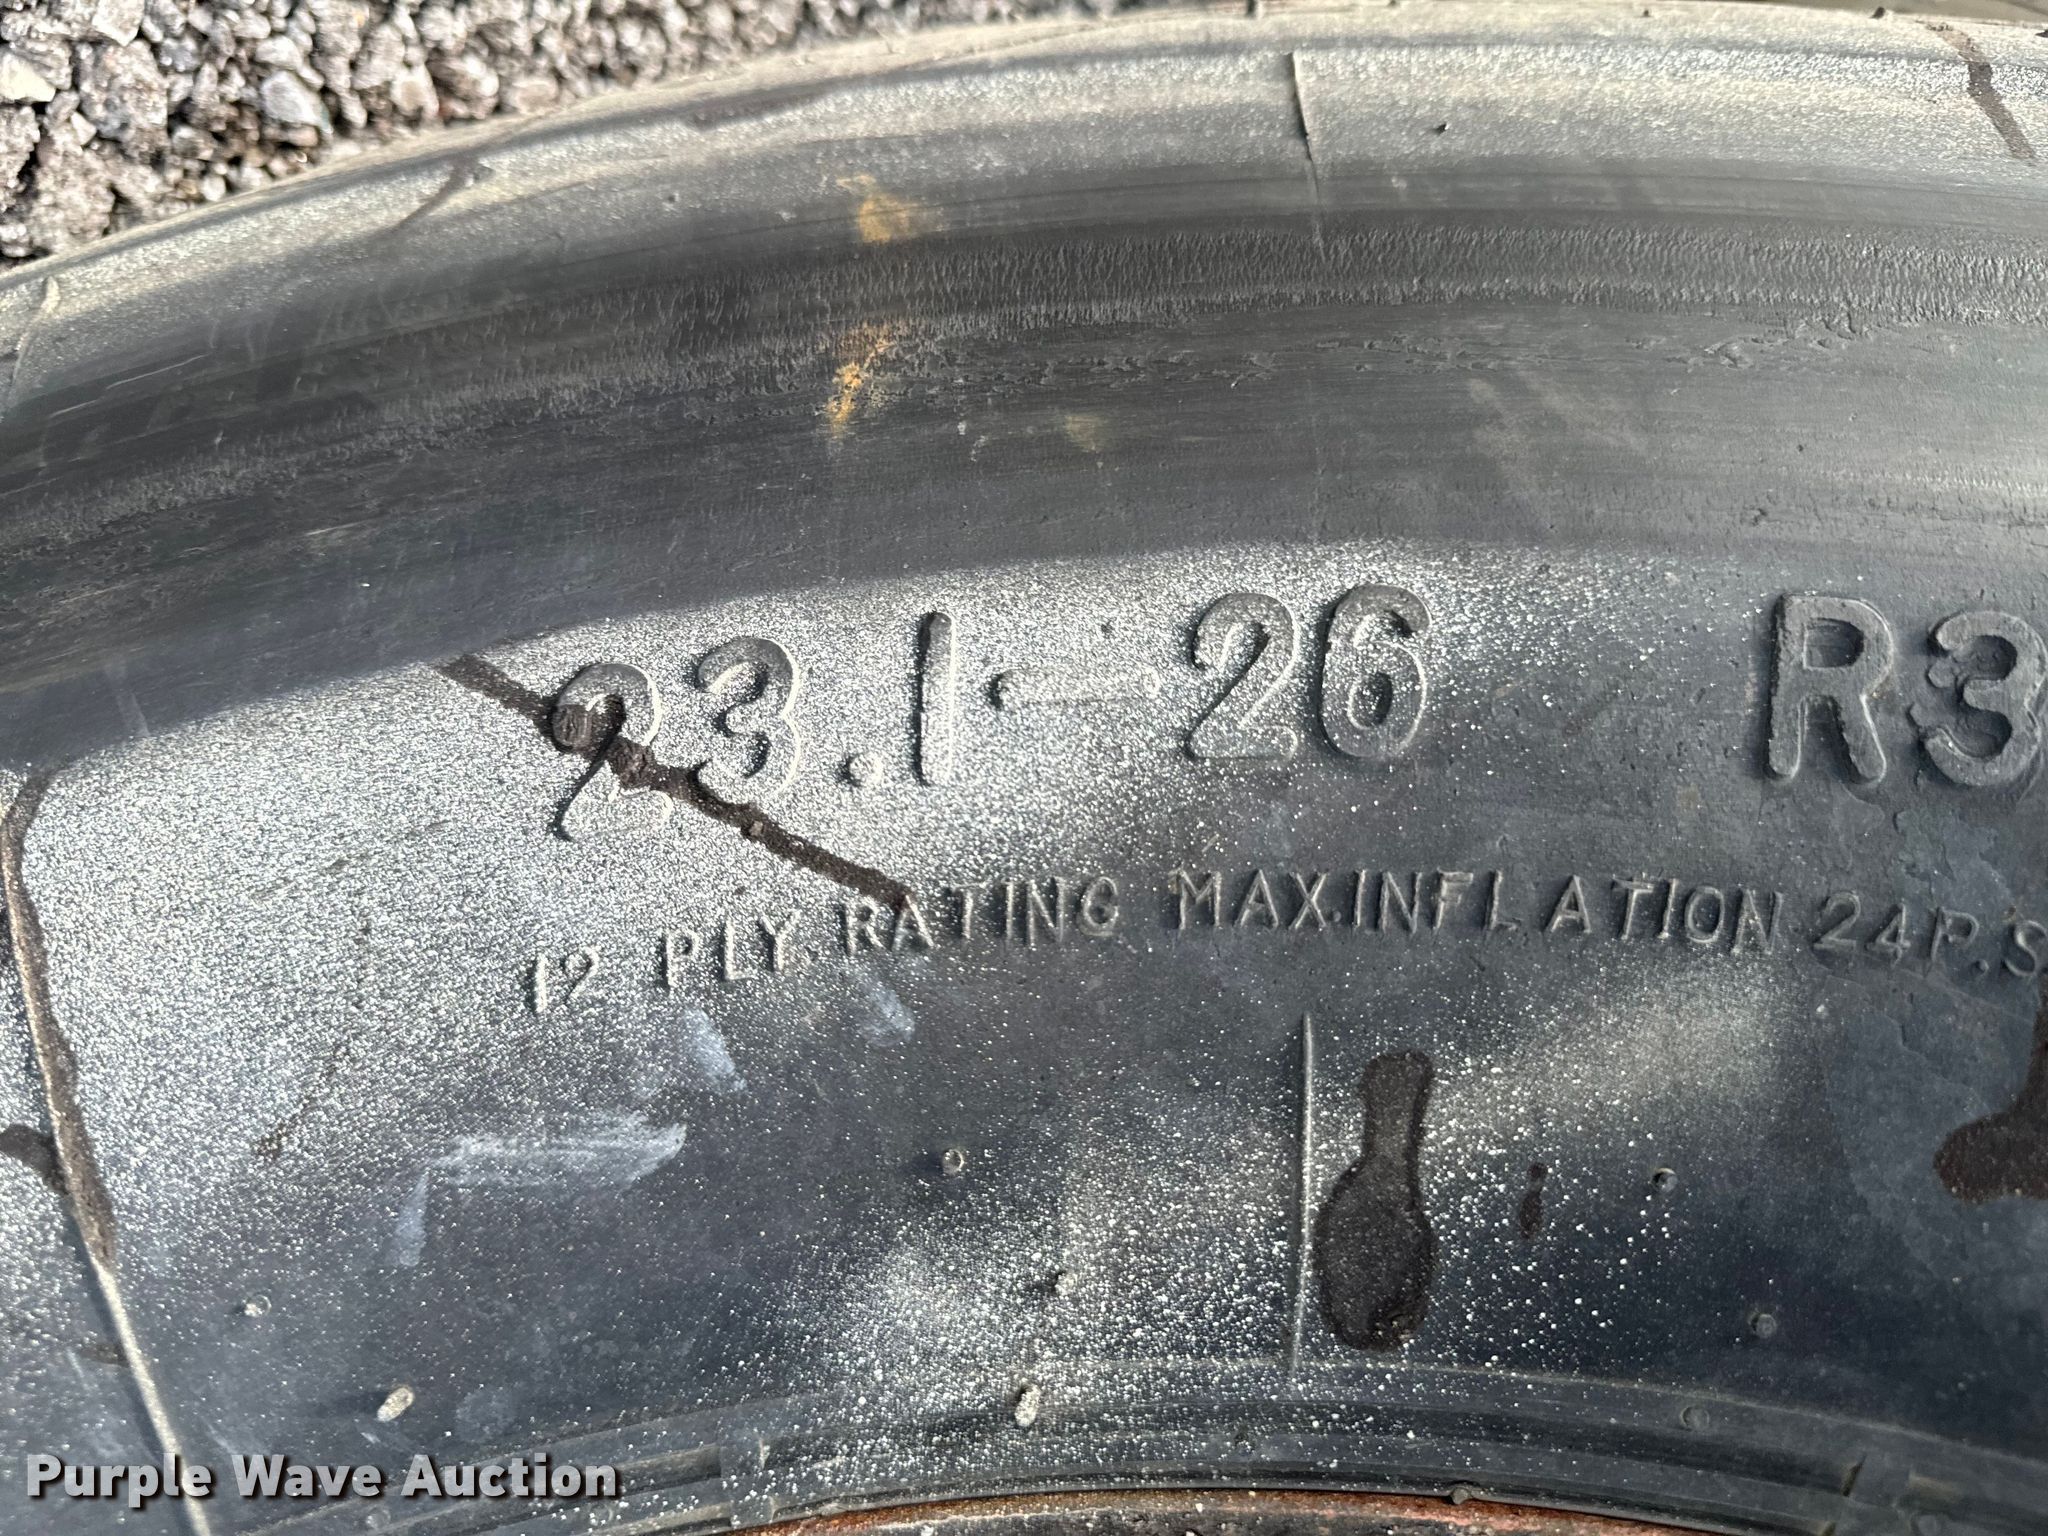 23.1-26 R3
12 PLY RATING MAX.INFLATION 24P.S.
Purple Wave Auction